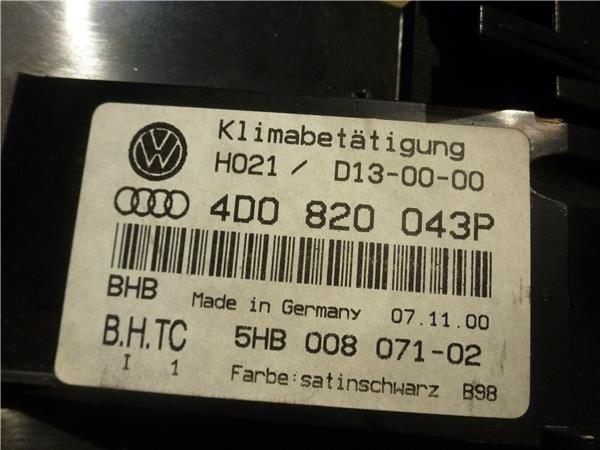 Klimabetätigung
H021 / D13-00-00
4D0 820 043P
BHB Made in Germany 07.11.00
B.H.TC 5HB 008 071-02
I 1 Farbe:satinschwarz B98